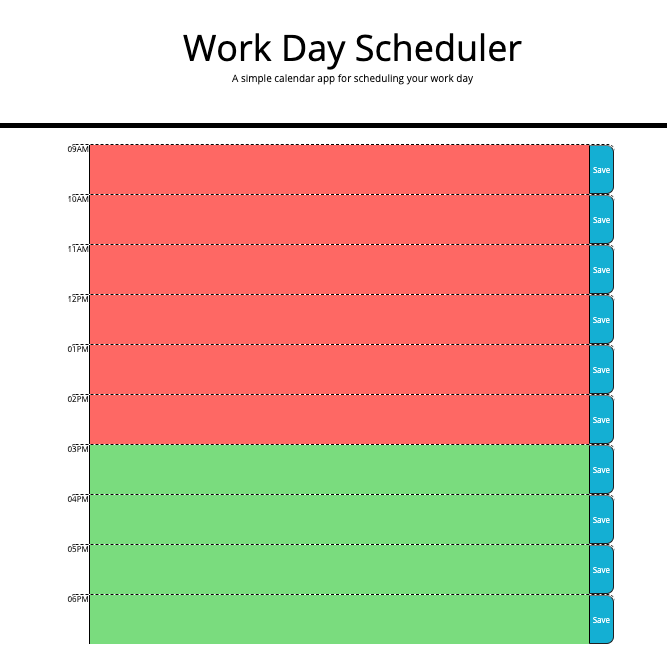 Work Day Scheduler
A simple calendar app for scheduling your work day
09AM
Save
10AM
Save
11AM
Save
12PM
Save
01PM
Save
02PM
Save
03PM
Save
04PM
Save
05PM
Save
06PM
Save